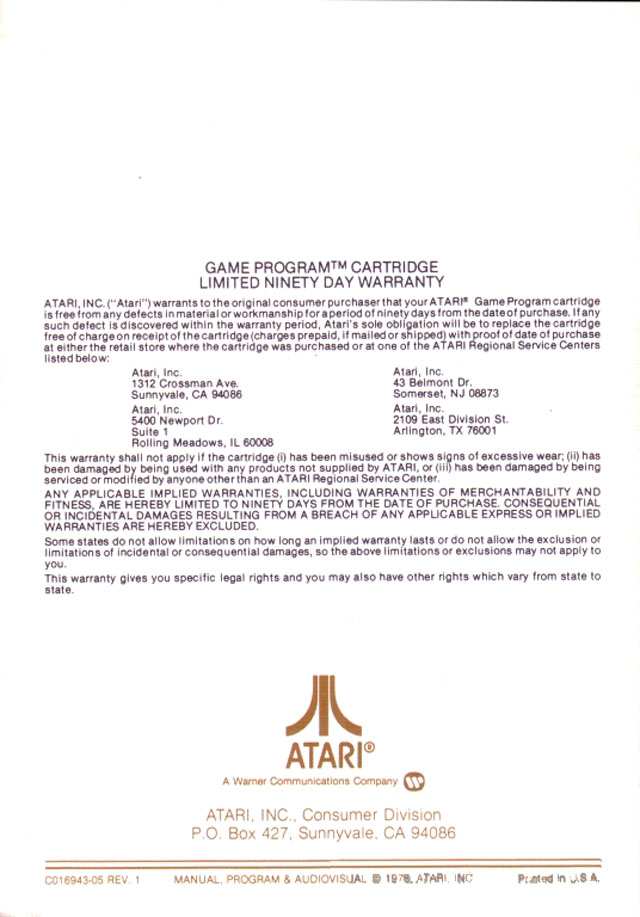 GAME PROGRAM™ CARTRIDGE
LIMITED NINETY DAY WARRANTY
ATARI, INC. ("Atari") warrants to the original consumer purchaser that your ATARI® Game Program cartridge
is free from any defects in material or workmanship for a period of ninety days from the date of purchase. If any
such defect is discovered within the warranty period, Atari's sole obligation will be to replace the cartridge
free of charge on receipt of the cartridge (charges prepaid, if mailed or shipped) with proof of date of purchase
at either the retail store where the cartridge was purchased or at one of the ATARI Regional Service Centers
listed below:
Atari, Inc.
1312 Crossman Ave.
Sunnyvale, CA 94086
Atari, Inc.
43 Belmont Dr.
Somerset, NJ 08873
Atari, Inc.
5400 Newport Dr.
Suite 1
Rolling Meadows, IL 60008
Atari, Inc.
2109 East Division St.
Arlington, TX 76001
This warranty shall not apply if the cartridge (i) has been misused or shows signs of excessive wear; (ii) has
been damaged by being used with any products not supplied by ATARI, or (iii) has been damaged by being
serviced or modified by anyone other than an ATARI Regional Service Center.
ANY APPLICABLE IMPLIED WARRANTIES, INCLUDING WARRANTIES OF MERCHANTABILITY AND
FITNESS, ARE HEREBY LIMITED TO NINETY DAYS FROM THE DATE OF PURCHASE. CONSEQUENTIAL
OR INCIDENTAL DAMAGES RESULTING FROM A BREACH OF ANY APPLICABLE EXPRESS OR IMPLIED
WARRANTIES ARE HEREBY EXCLUDED.
Some states do not allow limitations on how long an implied warranty lasts or do not allow the exclusion or
limitations of incidental or consequential damages, so the above limitations or exclusions may not apply to
you.
This warranty gives you specific legal rights and you may also have other rights which vary from state to
state.
ATARI®
A Warner Communications Company
ATARI, INC., Consumer Division
P.O. Box 427, Sunnyvale, CA 94086
C016943-05 REV. 1 MANUAL, PROGRAM & AUDIOVISUAL © 1978, ATARI, INC Printed in U.S.A.